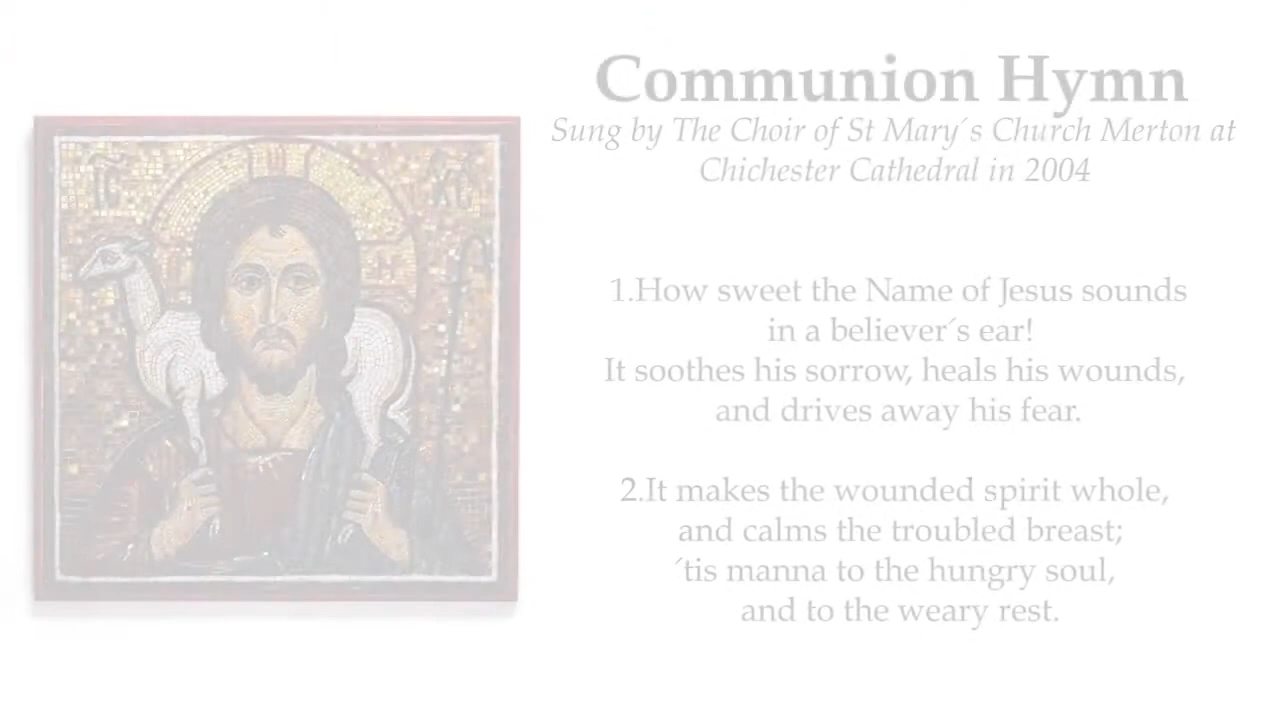 Communion Hymn
Sung by The Choir of St Mary´s Church Merton at
Chichester Cathedral in 2004
1.How sweet the Name of Jesus sounds
in a believer´s ear!
It soothes his sorrow, heals his wounds,
and drives away his fear.
2.It makes the wounded spirit whole,
and calms the troubled breast;
´tis manna to the hungry soul,
and to the weary rest.